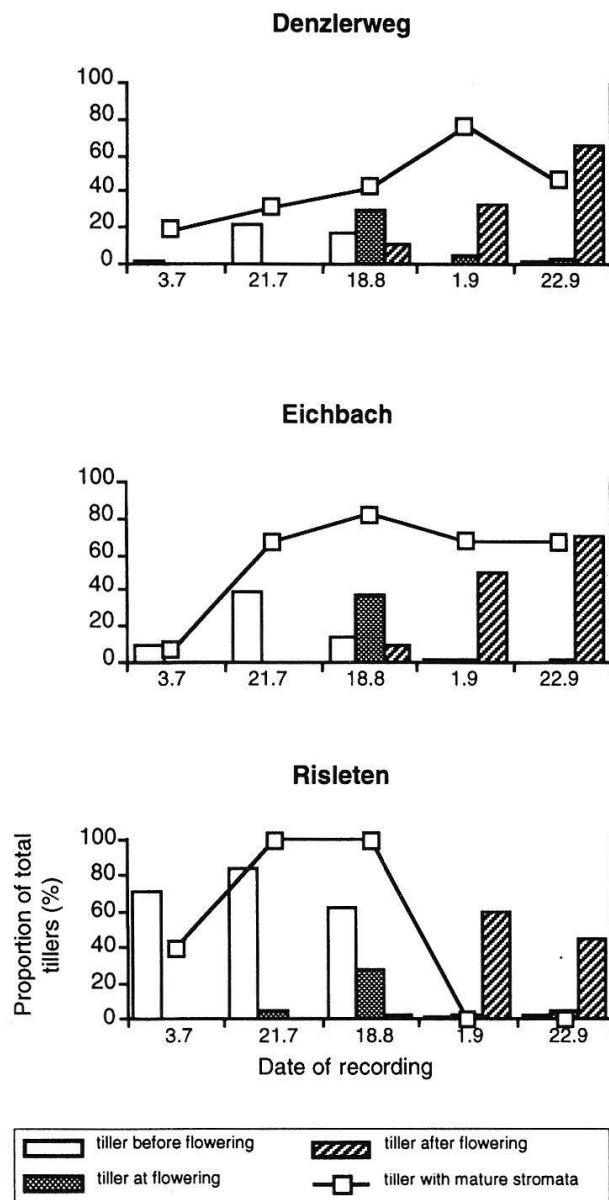 Denzlerweg
100
80
60
40
20
0
3.7 21.7 18.8 1.9 22.9
Eichbach
100
80
60
40
20
0
3.7 21.7 18.8 1.9 22.9
Risleten
Proportion of total
tillers (%)
100
80
60
40
20
0
3.7 21.7 18.8 1.9 22.9
Date of recording
tiller before flowering
tiller after flowering
tiller at flowering
tiller with mature stromata